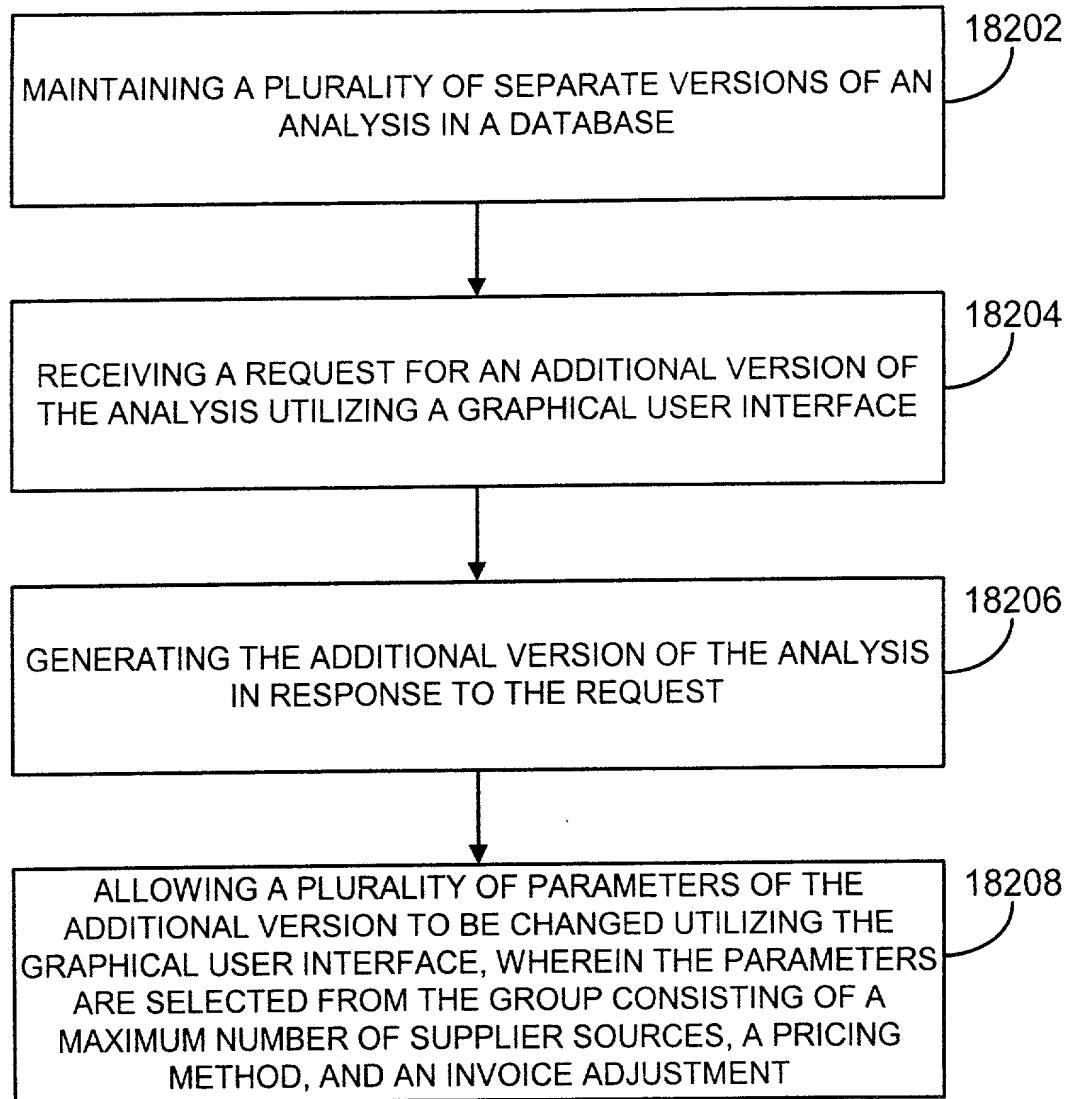 18202
MAINTAINING A PLURALITY OF SEPARATE VERSIONS OF AN
ANALYSIS IN A DATABASE
18204
RECEIVING A REQUEST FOR AN ADDITIONAL VERSION OF
THE ANALYSIS UTILIZING A GRAPHICAL USER INTERFACE
18206
GENERATING THE ADDITIONAL VERSION OF THE ANALYSIS
IN RESPONSE TO THE REQUEST
18208
ALLOWING A PLURALITY OF PARAMETERS OF THE
ADDITIONAL VERSION TO BE CHANGED UTILIZING THE
GRAPHICAL USER INTERFACE, WHEREIN THE PARAMETERS
ARE SELECTED FROM THE GROUP CONSISTING OF A
MAXIMUM NUMBER OF SUPPLIER SOURCES, A PRICING
METHOD, AND AN INVOICE ADJUSTMENT